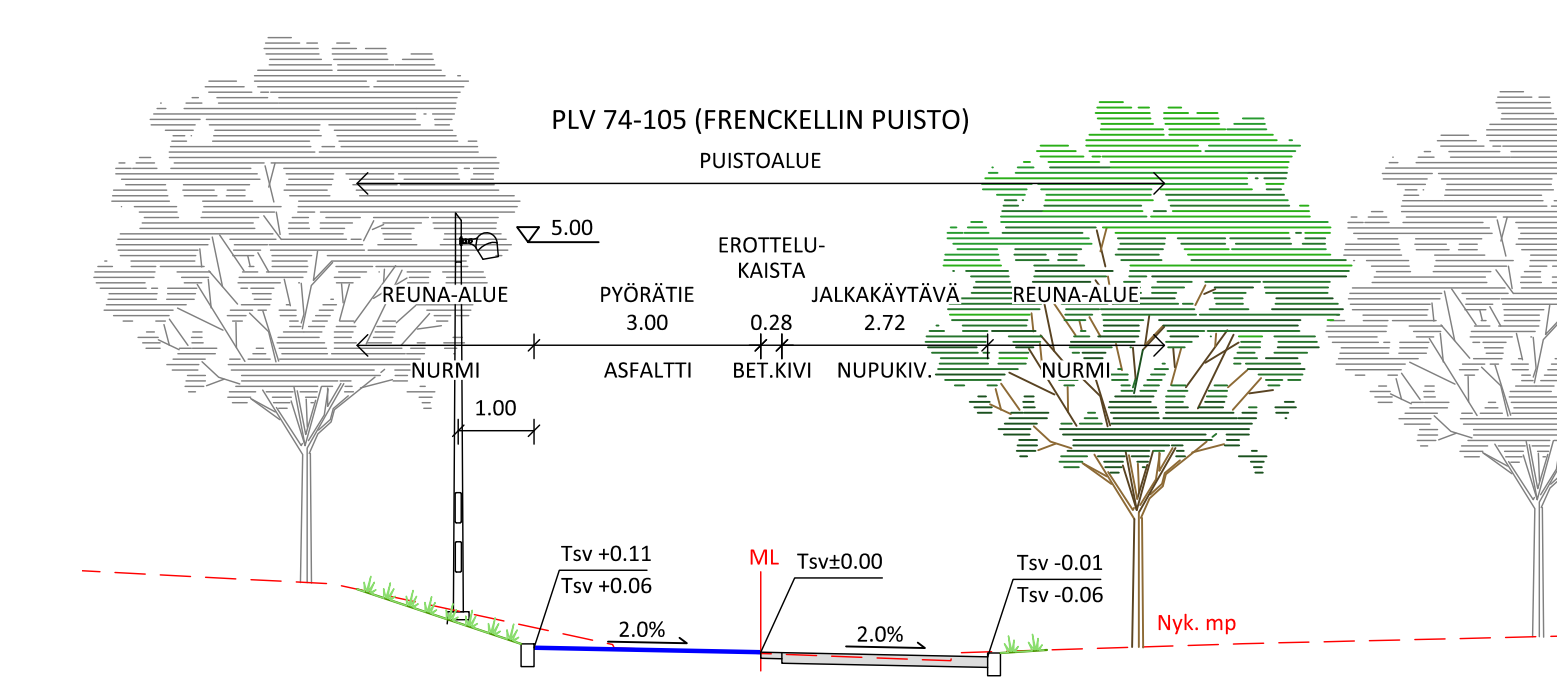 PLV 74-105 (FRENCKELLIN PUISTO)
PUISTOALUE
5.00
EROTTELU-
KAISTA
REUNA-ALUE PYÖRÄTIE JALKAKÄYTÄVÄ REUNA-ALUE
3.00 0.28 2.72
NURMI ASFALTTI BET.KIVI NUPUKIV. NURMI
1.00
Tsv +0.11
Tsv +0.06
ML
Tsv±0.00
Tsv -0.01
Tsv -0.06
2.0%
2.0%
Nyk. mp